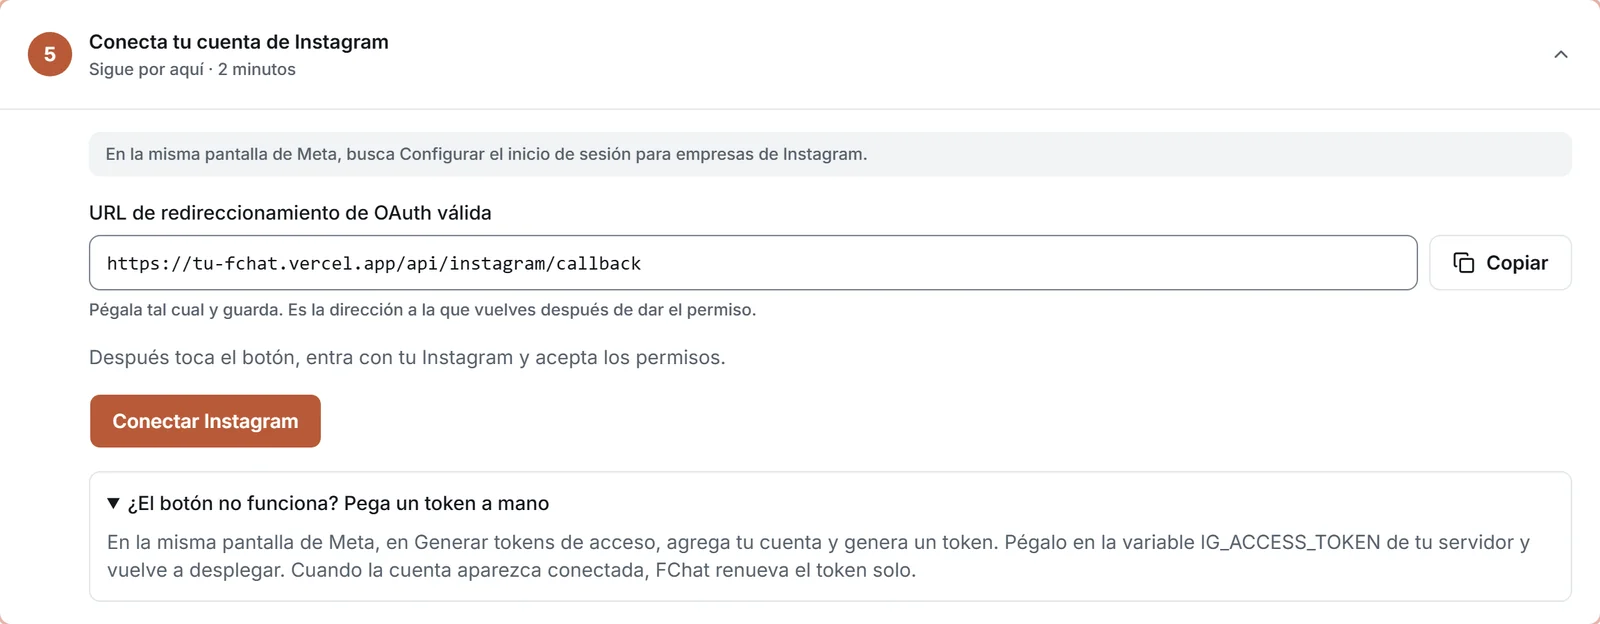 5
Conecta tu cuenta de Instagram
Sigue por aquí · 2 minutos
En la misma pantalla de Meta, busca Configurar el inicio de sesión para empresas de Instagram.
URL de redireccionamiento de OAuth válida
https://tu-fchat.vercel.app/api/instagram/callback
Copiar
Pégala tal cual y guarda. Es la dirección a la que vuelves después de dar el permiso.
Después toca el botón, entra con tu Instagram y acepta los permisos.
Conectar Instagram
▼ ¿El botón no funciona? Pega un token a mano
En la misma pantalla de Meta, en Generar tokens de acceso, agrega tu cuenta y genera un token. Pégalo en la variable IG_ACCESS_TOKEN de tu servidor y
vuelve a desplegar. Cuando la cuenta aparezca conectada, FChat renueva el token solo.